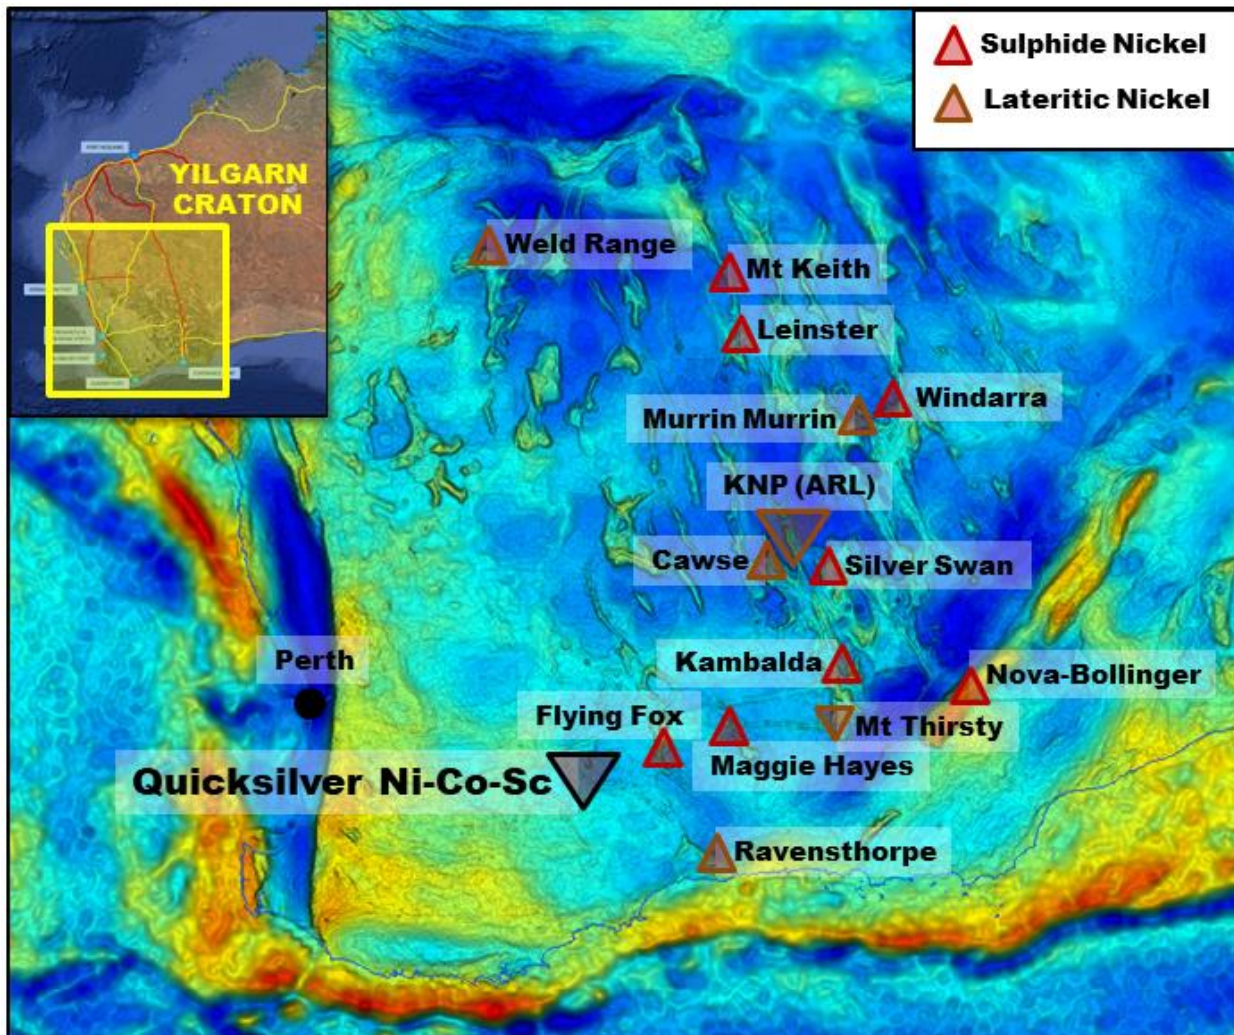 Sulphide Nickel
Lateritic Nickel
YILGARN
CRATON
Weld Range
Mt Keith
Leinster
Windarra
Murrin Murrin
KNP (ARL)
Cawse
Silver Swan
Perth
Kambalda
Nova-Bollinger
Flying Fox
Mt Thirsty
Maggie Hayes
Quicksilver Ni-Co-Sc
Ravensthorpe